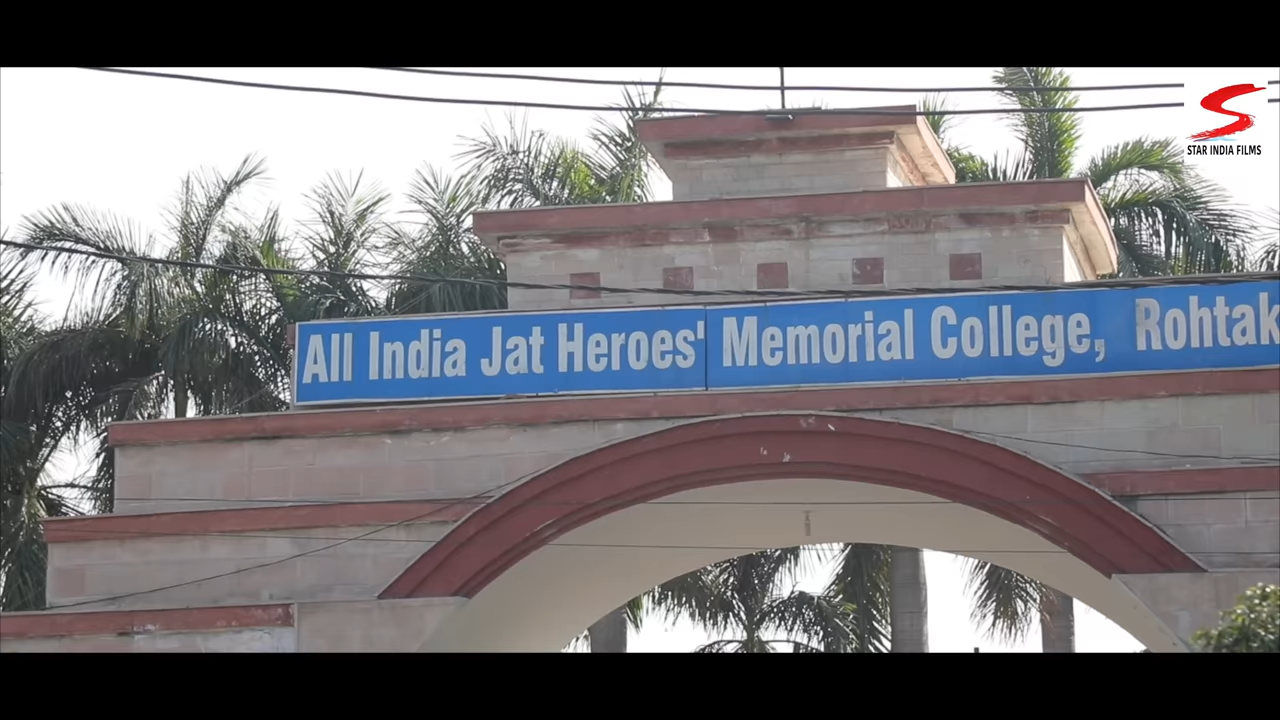 STAR INDIA FILMS
All India Jat Heroes' Memorial College, Rohtak